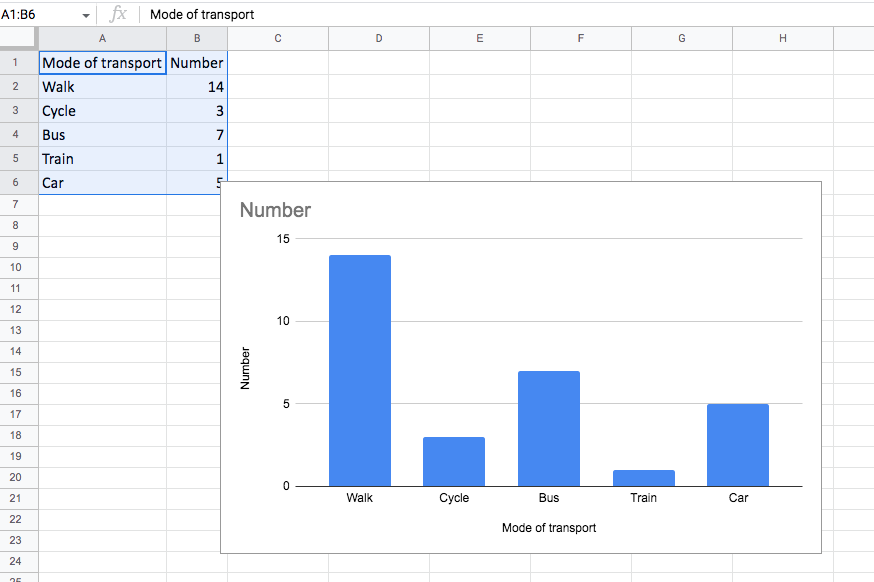 A1:B6 fx Mode of transport
A B C D E F G H
1 Mode of transport Number
2 Walk 14
3 Cycle 3
4 Bus 7
5 Train 1
6 Car 5
7
8
9
10
11
12
13
14
15
16
17
18
19
20
21
22
23
24
25
Number
15
10
5
0
Number
Walk Cycle Bus Train Car
Mode of transport